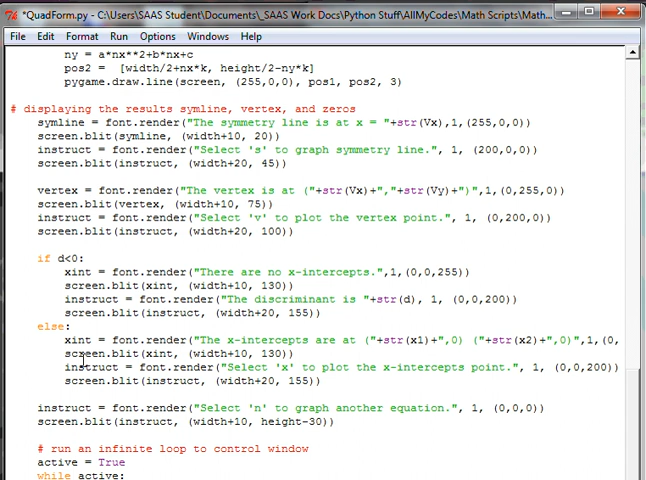 *QuadForm.py - C:\Users\SAAS Student\Documents\_SAAS Work Docs\Python Stuff\AllMyCodes\Math Scripts\Math...
File Edit Format Run Options Windows Help
ny = a*nx**2+b*nx+c
pos2 = [width/2+nx*k, height/2-ny*k]
pygame.draw.line(screen, (255,0,0), pos1, pos2, 3)
# displaying the results symline, vertex, and zeros
symline = font.render("The symmetry line is at x = "+str(Vx),1,(255,0,0))
screen.blit(symline, (width+10, 20))
instruct = font.render("Select 's' to graph symmetry line.", 1, (200,0,0))
screen.blit(instruct, (width+20, 45))
vertex = font.render("The vertex is at ("+str(Vx)+","+str(Vy)+")",1,(0,255,0))
screen.blit(vertex, (width+10, 75))
instruct = font.render("Select 'v' to plot the vertex point.", 1, (0,200,0))
screen.blit(instruct, (width+20, 100))
if d<0:
xint = font.render("There are no x-intercepts.",1,(0,0,255))
screen.blit(xint, (width+10, 130))
instruct = font.render("The discriminant is "+str(d), 1, (0,0,200))
screen.blit(instruct, (width+20, 155))
else:
xint = font.render("The x-intercepts are at ("+str(x1)+",0) ("+str(x2)+",0)",1,(0,
screen.blit(xint, (width+10, 130))
instruct = font.render("Select 'x' to plot the x-intercepts point.", 1, (0,0,200))
screen.blit(instruct, (width+20, 155))
instruct = font.render("Select 'n' to graph another equation.", 1, (0,0,0))
screen.blit(instruct, (width+10, height-30))
# run an infinite loop to control window
active = True
while active: